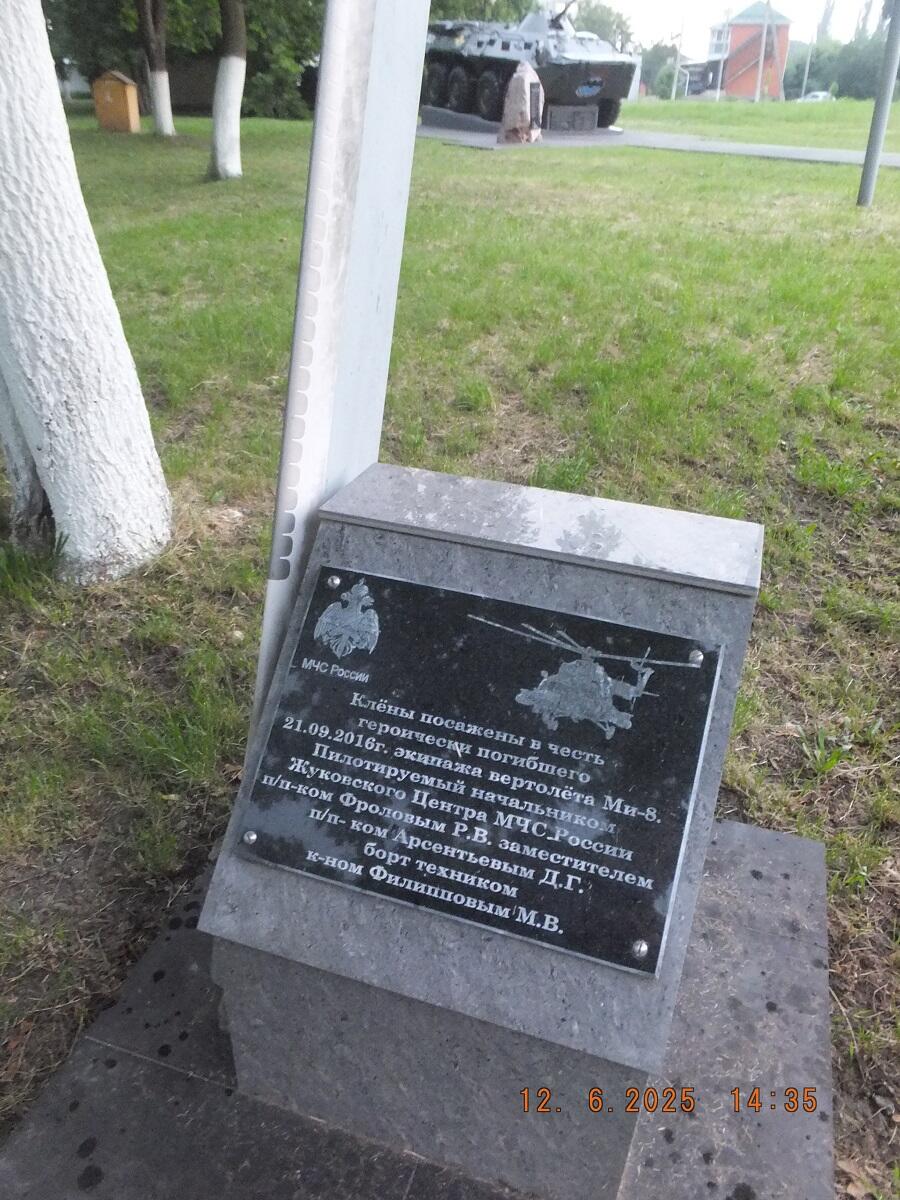 МЧС России
Клёны посажены в честь
героически погибшего
21.09.2016г. экипажа вертолёта Ми-8.
Пилотируемый начальником
Жуковского Центра МЧС.России
п/п-ком Фроловым Р.В. заместителем
п/п- ком Арсентьевым Д.Г.
борт техником
к-ном Филипповым М.В.
12. 6.2025 14:35